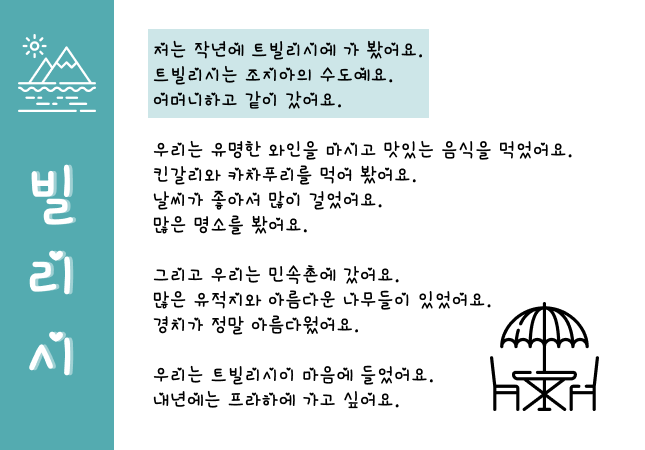 빌
리
시
저는 작년에 트빌리시에 가 봤어요.
트빌리시는 조지아의 수도예요.
어머니하고 같이 갔어요.
우리는 유명한 와인을 마시고 맛있는 음식을 먹었어요.
킨갈리와 카차푸리를 먹어 봤어요.
날씨가 좋아서 많이 걸었어요.
많은 명소를 봤어요.
그리고 우리는 민속촌에 갔어요.
많은 유적지와 아름다운 나무들이 있었어요.
경치가 정말 아름다웠어요.
우리는 트빌리시이 마음에 들었어요.
내년에는 프라하에 가고 싶어요.